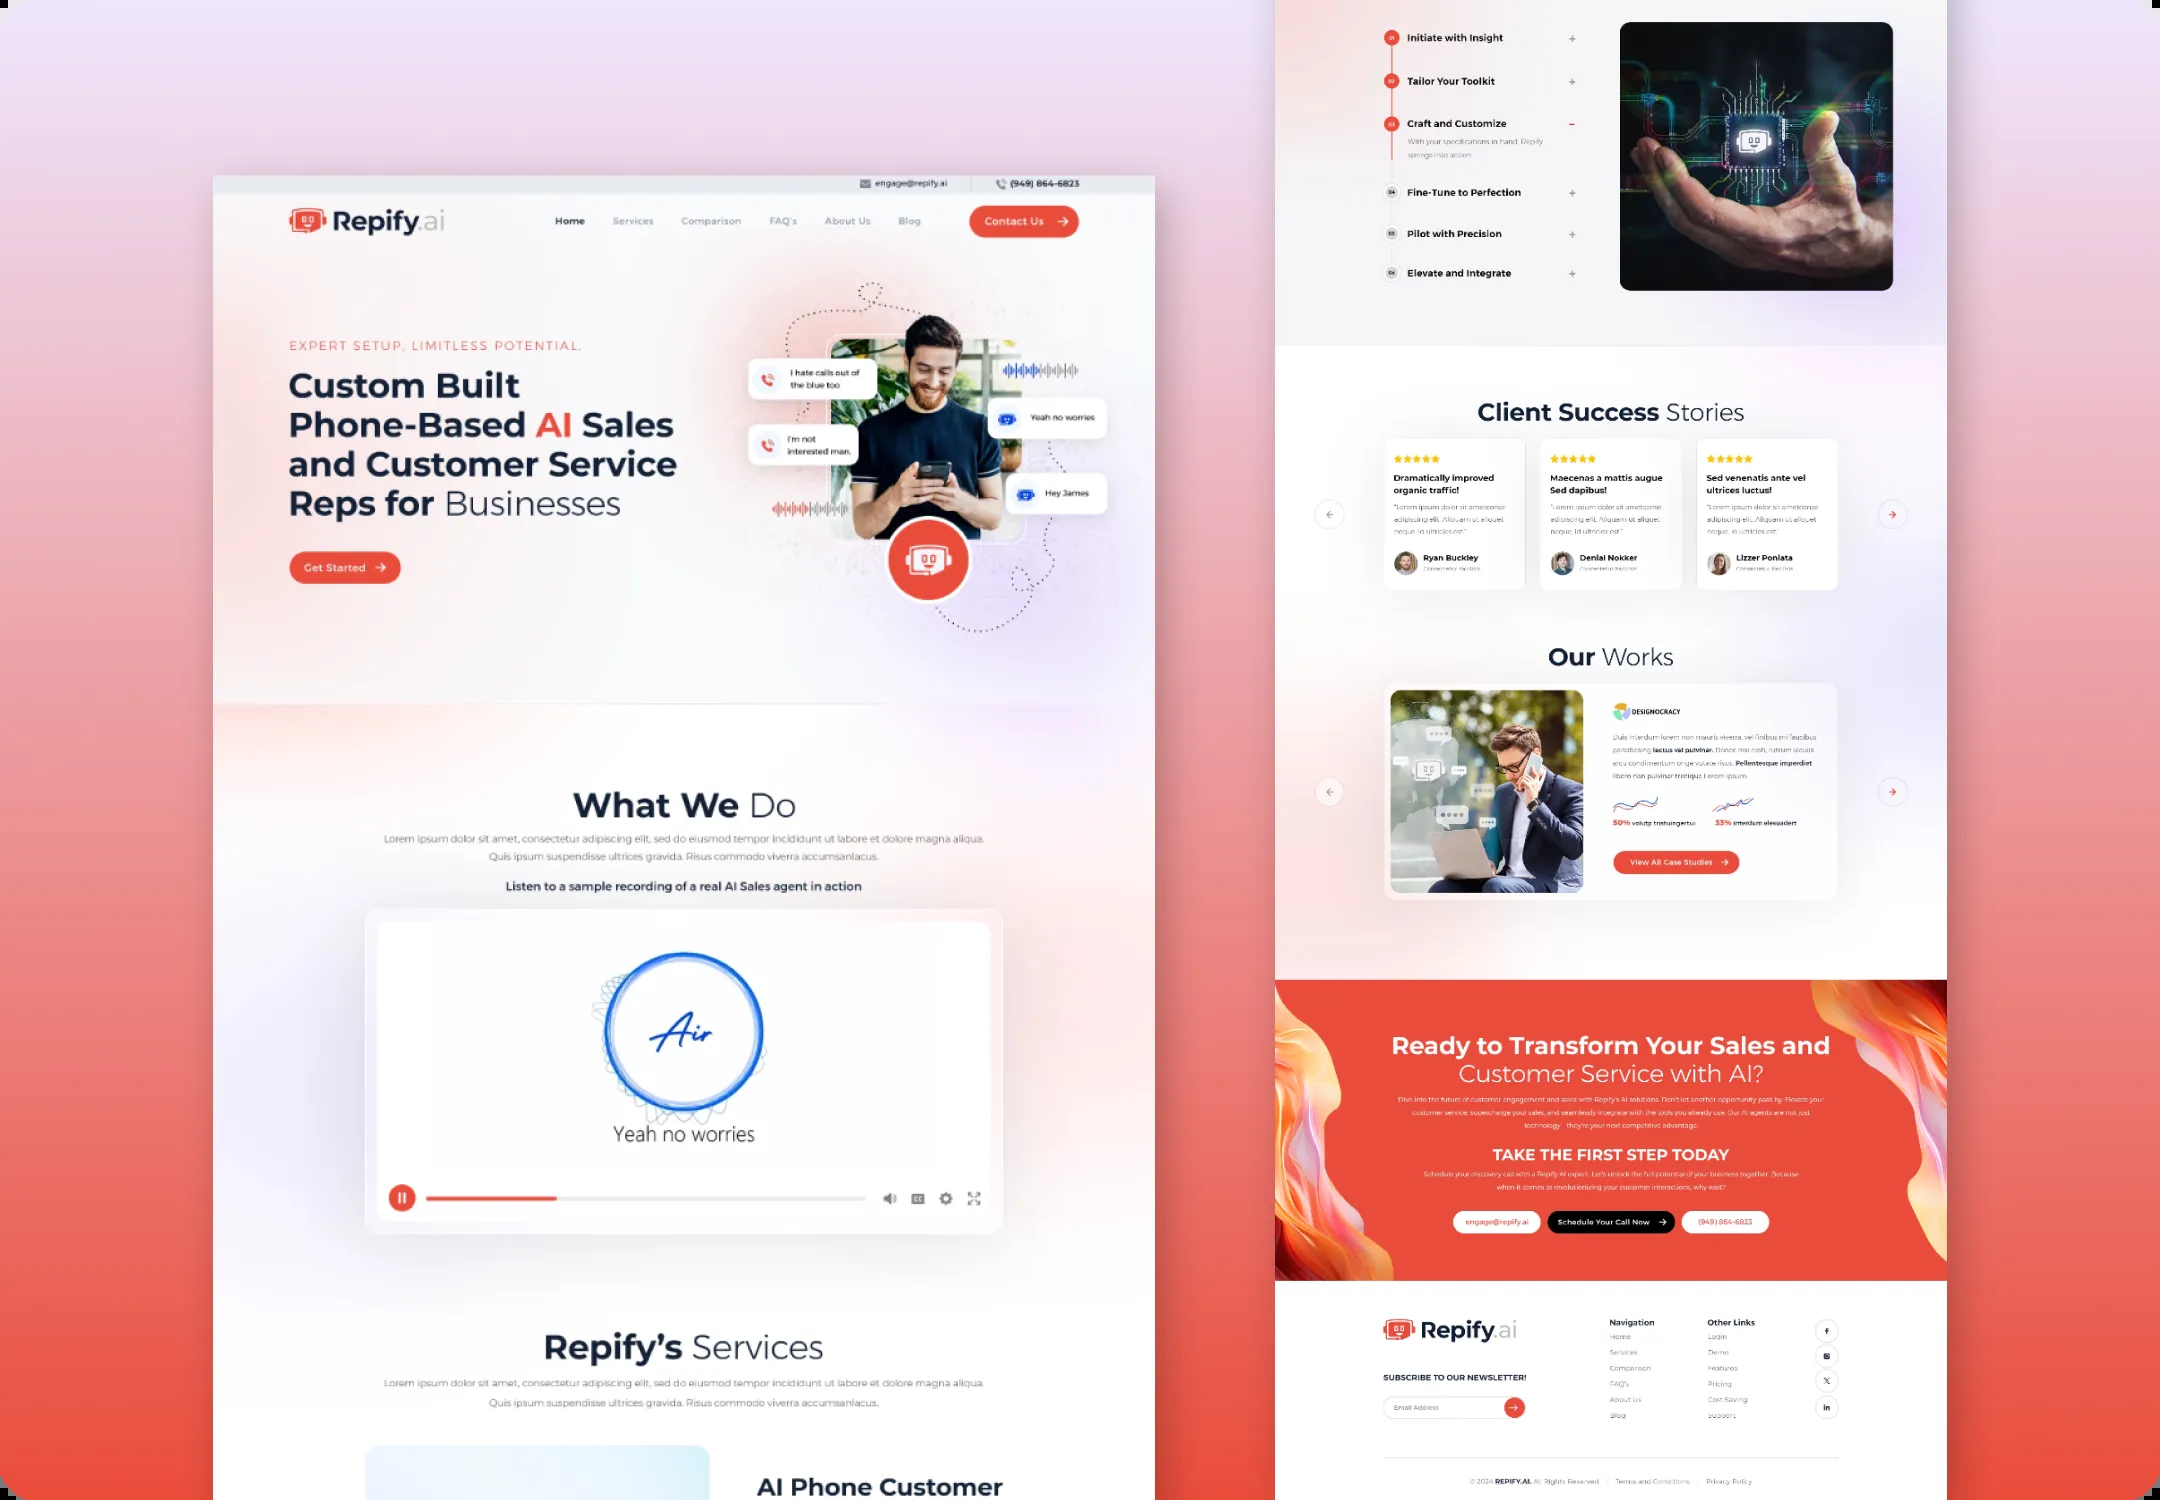 engage@repify.ai
(949) 864-6823
Repify.ai
Home
Services
Comparison
FAQ's
About Us
Blog
Contact Us
EXPERT SETUP, LIMITLESS POTENTIAL.
Custom Built
Phone-Based AI Sales
and Customer Service
Reps for Businesses
Get Started
I hate calls out of
the blue too
I'm not
interested man.
Yeah no worries
Hey James
What We Do
Lorem ipsum dolor sit amet, consectetur adipiscing elit, sed do eiusmod tempor incididunt ut labore et dolore magna aliqua.
Quis ipsum suspendisse ultrices gravida. Risus commodo viverra accumsanlacus.
Listen to a sample recording of a real AI Sales agent in action
Air
Yeah no worries
CC
Repify's Services
Lorem ipsum dolor sit amet, consectetur adipiscing elit, sed do eiusmod tempor incididunt ut labore et dolore magna aliqua.
Quis ipsum suspendisse ultrices gravida. Risus commodo viverra accumsanlacus.
AI Phone Customer
01
Initiate with Insight
02
Tailor Your Toolkit
03
Craft and Customize
With your specifications in hand, Repify
springs into action.
04
Fine-Tune to Perfection
05
Pilot with Precision
06
Elevate and Integrate
Client Success Stories
Dramatically improved
organic traffic!
"Lorem ipsum dolor sit ametconse
adipiscing elit. Aliquam ut aliquet
neque, id ultricies est."
Ryan Buckley
Maecenas a mattis augue
Sed dapibus!
"Lorem ipsum dolor sit ametconse
adipiscing elit. Aliquam ut aliquet
neque, id ultricies est."
Denial Nokker
Sed venenatis ante vel
ultrices luctus!
"Lorem ipsum dolor sit ametconse
adipiscing elit. Aliquam ut aliquet
neque, id ultricies est."
Lizzer Poniata
Our Works
DESIGNOCRACY
Duis interdum lorem non mauris viverra, vel finibus mi faucibus
lectus vel pulvinar. Donec nisi nibh, rutrum iaculis
arcu condimentum risus. Pellentesque imperdiet
libero non pulvinar tristique Lorem ipsum.
50%
33% interdum
View All Case Studies
Ready to Transform Your Sales and
Customer Service with AI?
Dive into the future of customer engagement and sales with Repify's AI solutions. Don't let another opportunity pass by. Elevate your
customer service, supercharge your sales, and seamlessly integrate with the tools you already use. Our AI agents are not just
technology - they're your next competitive advantage.
TAKE THE FIRST STEP TODAY
Schedule your discovery call with a Repify AI expert. Let's unlock the full potential of your business together. Because
when it comes to revolutionizing your customer interactions, why wait?
engage@repify.ai
Schedule Your Call Now
(949) 864-6823
Repify.ai
SUBSCRIBE TO OUR NEWSLETTER!
Email Address
Navigation
Home
Services
Comparison
FAQ's
About Us
Blog
Other Links
Login
Demo
Features
Pricing
Cost Saving
Support
© 2024 REPIFY.AI. All Rights Reserved
Terms and Conditions
Privacy Policy